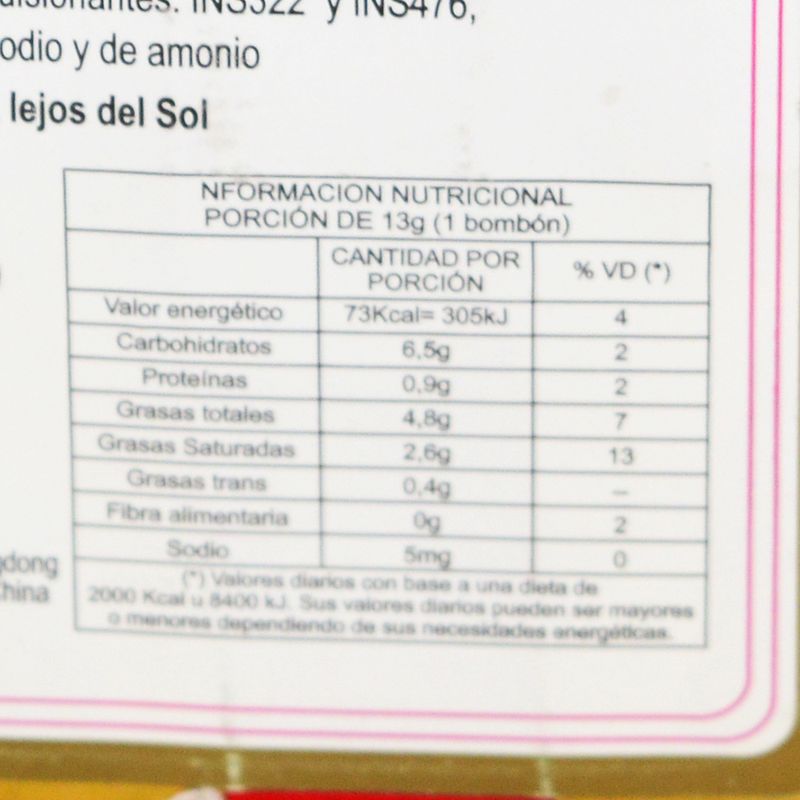 INS322 y INS476,
odio y de amonio
lejos del Sol
NFORMACION NUTRICIONAL
PORCIÓN DE 13g (1 bombón)
CANTIDAD POR PORCIÓN % VD (*)
Valor energético 73Kcal= 305kJ 4
Carbohidratos 6,5g 2
Proteínas 0,9g 2
Grasas totales 4,8g 7
Grasas Saturadas 2,6g 13
Grasas trans 0,4g –
Fibra alimentaria 0g 2
Sodio 5mg 0
(*) Valores diarios con base a una dieta de
2000 Kcal u 8400 kJ. Sus valores diarios pueden ser mayores
o menores dependiendo de sus necesidades energéticas.
gdong
hina